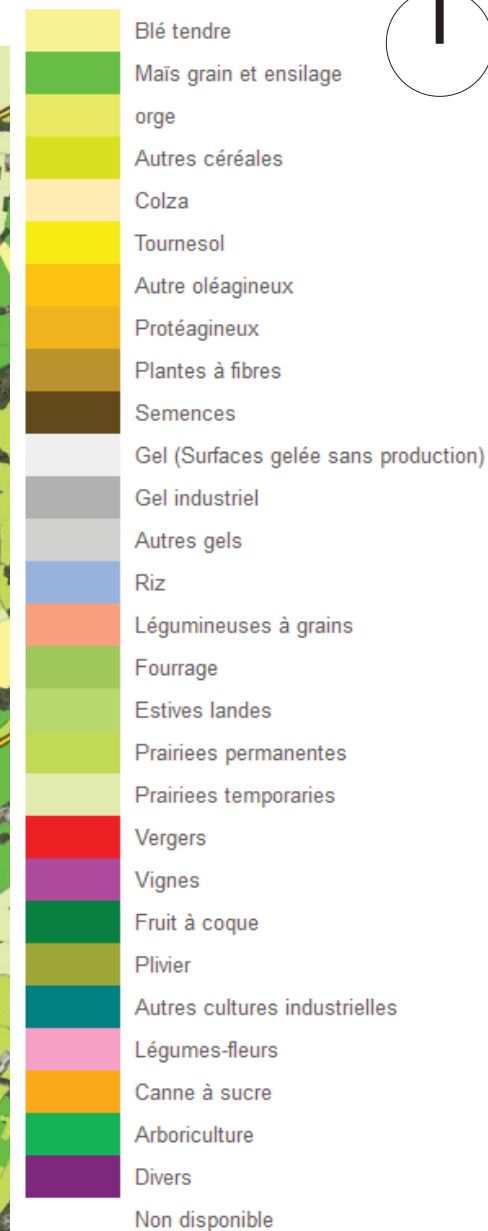 Blé tendre
Maïs grain et ensilage
orge
Autres céréales
Colza
Tournesol
Autre oléagineux
Protéagineux
Plantes à fibres
Semences
Gel (Surfaces gelée sans production)
Gel industriel
Autres gels
Riz
Légumineuses à grains
Fourrage
Estives landes
Prairiees permanentes
Prairiees temporaries
Vergers
Vignes
Fruit à coque
Plivier
Autres cultures industrielles
Légumes-fleurs
Canne à sucre
Arboriculture
Divers
Non disponible